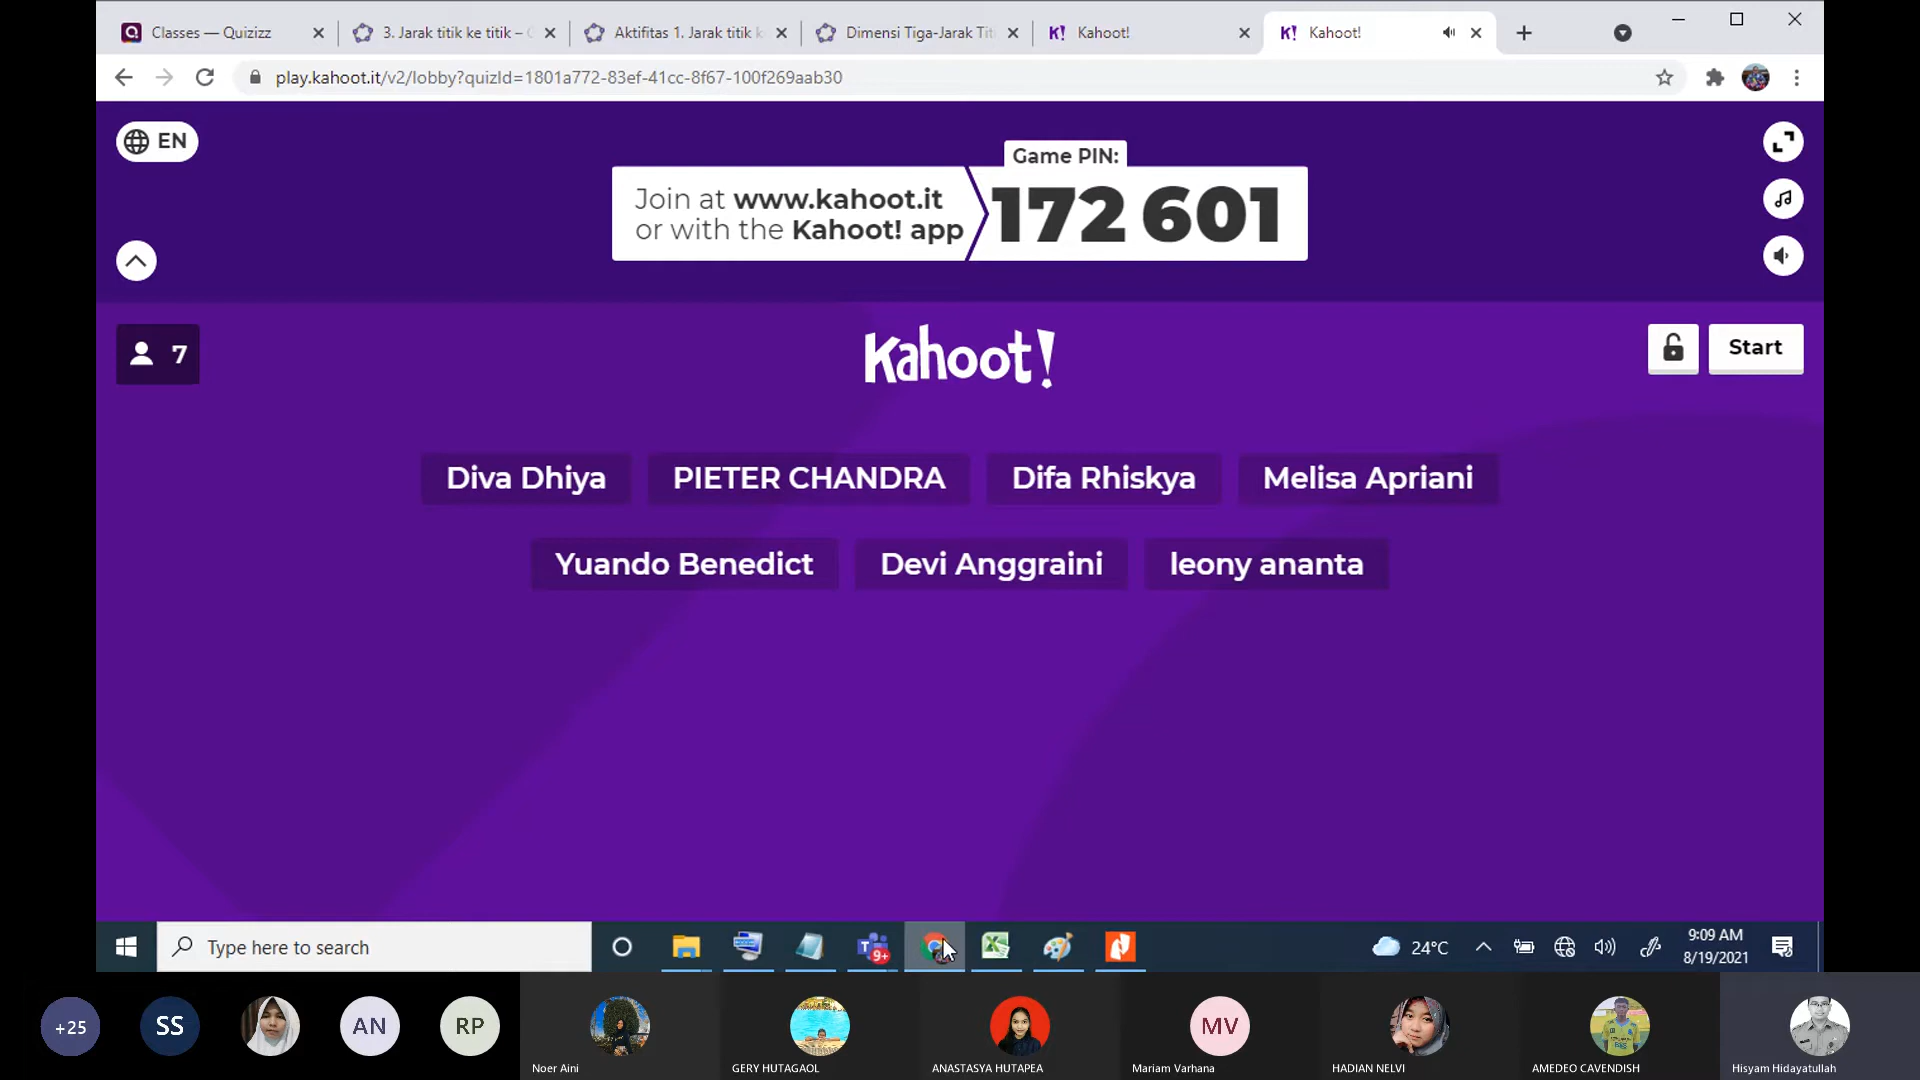 Classes — Quizizz
3. Jarak titik ke titik –
Aktifitas 1. Jarak titik k
Dimensi Tiga-Jarak Tit
Kahoot!
Kahoot!
play.kahoot.it/v2/lobby?quizId=1801a772-83ef-41cc-8f67-100f269aab30
EN
Game PIN:
Join at www.kahoot.it
or with the Kahoot! app
172 601
7
Kahoot!
Start
Diva Dhiya
PIETER CHANDRA
Difa Rhiskya
Melisa Apriani
Yuando Benedict
Devi Anggraini
leony ananta
Type here to search
9+
24°C
9:09 AM
8/19/2021
+25
SS
AN
RP
MV
Noer Aini
GERY HUTAGAOL
ANASTASYA HUTAPEA
Mariam Varhana
HADIAN NELVI
AMEDEO CAVENDISH
Hisyam Hidayatullah